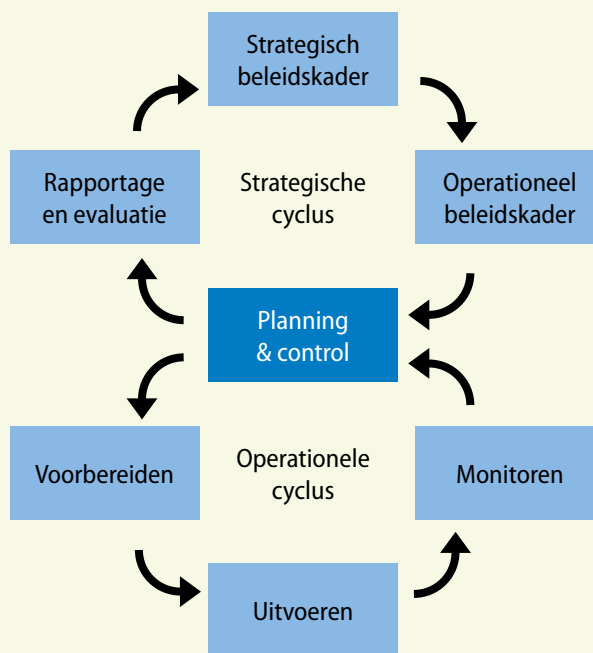 Strategisch
beleidskader
Rapportage
en evaluatie
Strategische
cyclus
Operationeel
beleidskader
Planning
& control
Voorbereiden
Operationele
cyclus
Monitoren
Uitvoeren